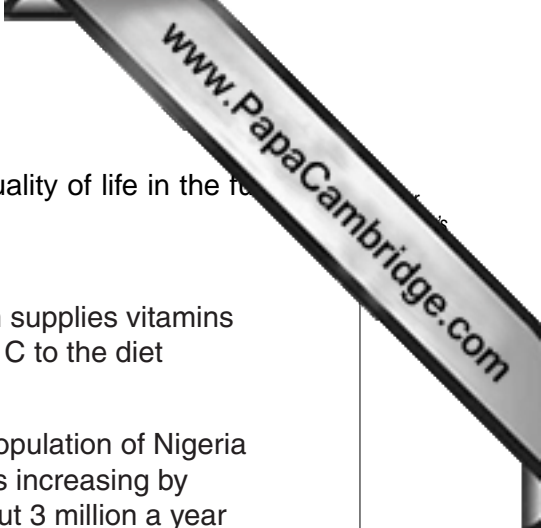 www.PapaCambridge.com
uality of life in the
supplies vitamins
C to the diet
opulation of Nigeria
s increasing by
ut 3 million a year